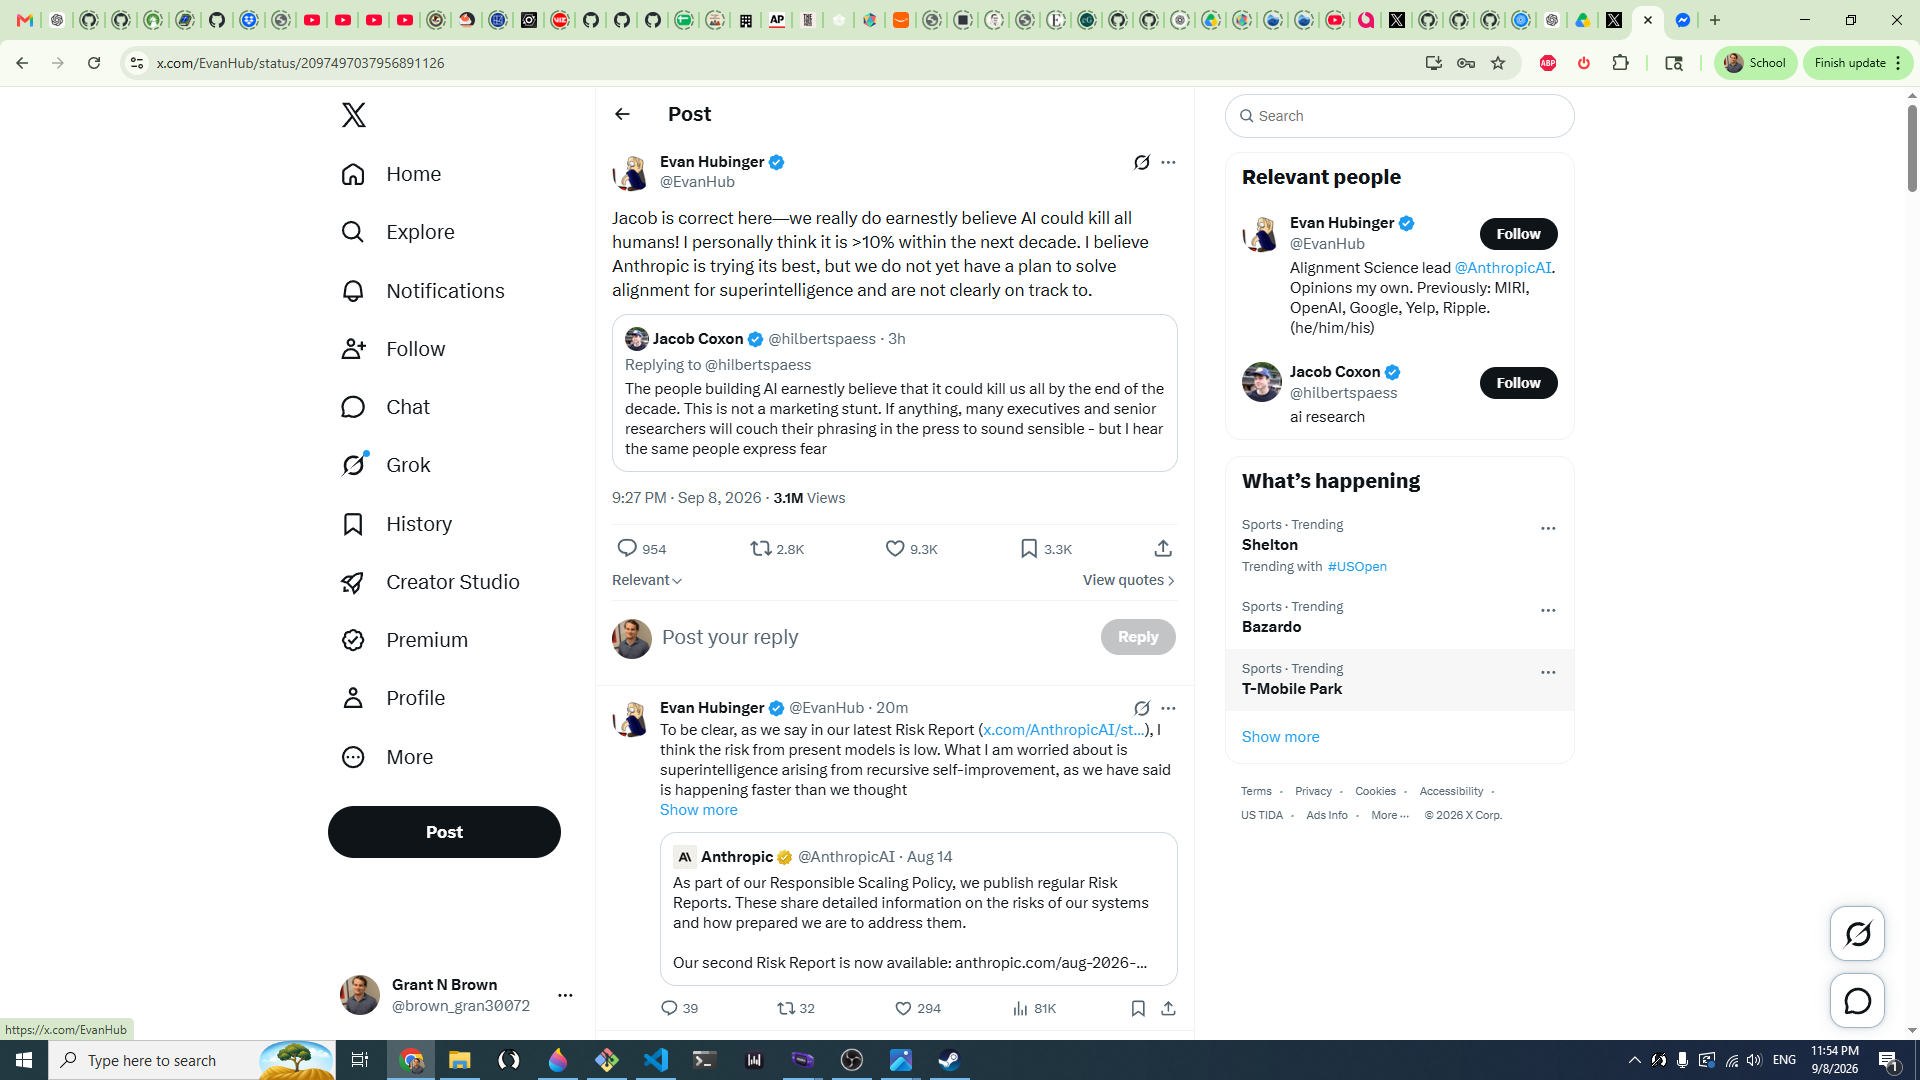 x.com/EvanHub/status/2097497037956891126
School
Finish update
Home
Explore
Notifications
Follow
Chat
Grok
History
Creator Studio
Premium
Profile
More
Post
Grant N Brown
@brown_gran30072
Post
Evan Hubinger
@EvanHub
Jacob is correct here—we really do earnestly believe AI could kill all
humans! I personally think it is >10% within the next decade. I believe
Anthropic is trying its best, but we do not yet have a plan to solve
alignment for superintelligence and are not clearly on track to.
Jacob Coxon @hilbertspaess · 3h
Replying to @hilbertspaess
The people building AI earnestly believe that it could kill us all by the end of the
decade. This is not a marketing stunt. If anything, many executives and senior
researchers will couch their phrasing in the press to sound sensible - but I hear
the same people express fear
9:27 PM · Sep 8, 2026 · 3.1M Views
954 2.8K 9.3K 3.3K
Relevant View quotes
Post your reply Reply
Evan Hubinger @EvanHub · 20m
To be clear, as we say in our latest Risk Report (x.com/AnthropicAI/st...), I
think the risk from present models is low. What I am worried about is
superintelligence arising from recursive self-improvement, as we have said
is happening faster than we thought
Show more
Anthropic @AnthropicAI · Aug 14
As part of our Responsible Scaling Policy, we publish regular Risk
Reports. These share detailed information on the risks of our systems
and how prepared we are to address them.
Our second Risk Report is now available: anthropic.com/aug-2026-...
39 32 294 81K
Search
Relevant people
Evan Hubinger
@EvanHub
Follow
Alignment Science lead @AnthropicAI.
Opinions my own. Previously: MIRI,
OpenAI, Google, Yelp, Ripple.
(he/him/his)
Jacob Coxon
@hilbertspaess
Follow
ai research
What's happening
Sports · Trending
Shelton
Trending with #USOpen
Sports · Trending
Bazardo
Sports · Trending
T-Mobile Park
Show more
Terms · Privacy · Cookies · Accessibility ·
US TIDA · Ads Info · More ··· © 2026 X Corp.
https://x.com/EvanHub
Type here to search
ENG
11:54 PM
9/8/2026
1